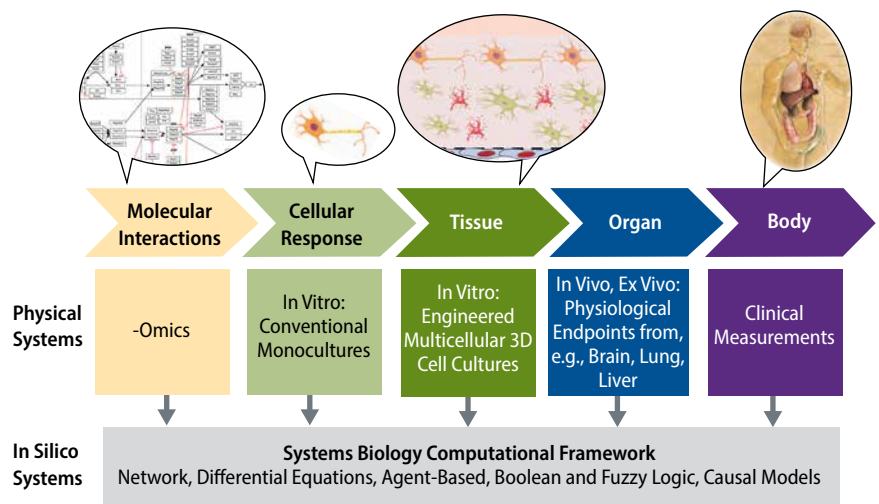 Molecular
Interactions
Cellular
Response
Tissue
Organ
Body
Physical
Systems
-Omics
In Vitro:
Conventional
Monocultures
In Vitro:
Engineered
Multicellular 3D
Cell Cultures
In Vivo, Ex Vivo:
Physiological
Endpoints from,
e.g., Brain, Lung,
Liver
Clinical
Measurements
In Silico
Systems
Systems Biology Computational Framework
Network, Differential Equations, Agent-Based, Boolean and Fuzzy Logic, Causal Models